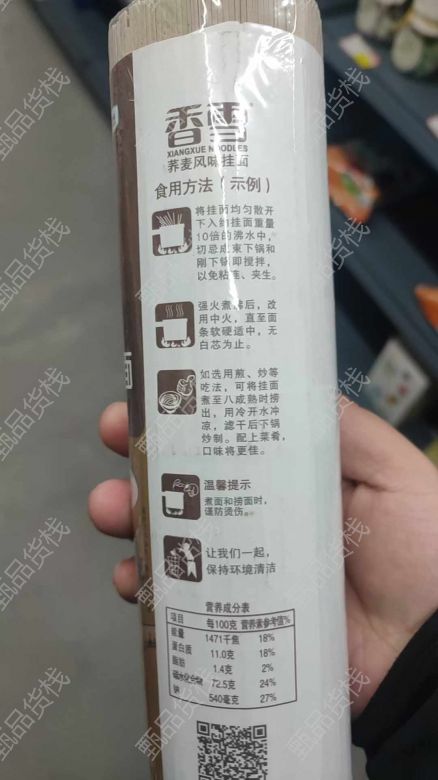 香雪
XIANGXUE NOODLES
荞麦风味挂面
食用方法（示例）
将挂面均匀散开
下入约挂面重量
10倍的沸水中，
切忌成束下锅和
刚下锅即搅拌，
以免粘连、夹生。
强火煮沸后，改
用中火，直至面
条软硬适中，无
白芯为止。
如选用煎、炒等
吃法，可将挂面
煮至八成熟时捞
出，用冷开水冲
凉，滤干后下锅
炒制。配上菜肴，
口味将更佳。
温馨提示
煮面和捞面时，
谨防烫伤。
让我们一起，
保持环境清洁
营养成分表
项目 每100克 营养素参考值%
能量 1471千焦 18%
蛋白质 11.0克 18%
脂肪 1.4克 2%
碳水化合物 72.5克 24%
钠 540毫克 27%
面
甄品货栈